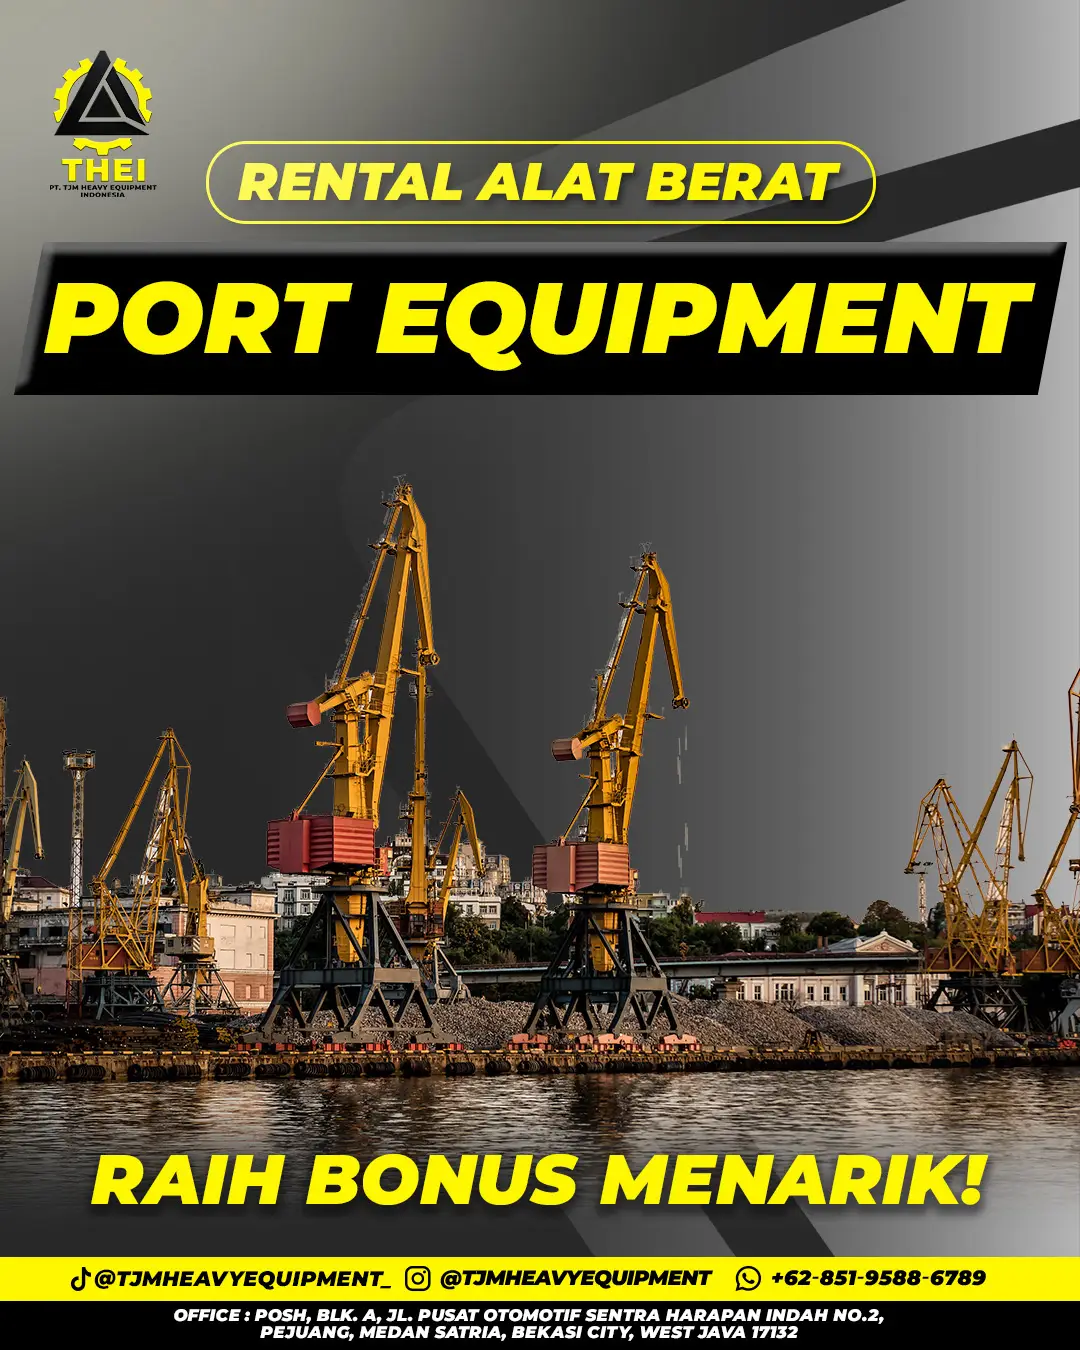 THEI
PT. TJM HEAVY EQUIPMENT
INDONESIA
RENTAL ALAT BERAT
PORT EQUIPMENT
RAIH BONUS MENARIK!
@TJMHEAVYEQUIPMENT_ @TJMHEAVYEQUIPMENT +62-851-9588-6789
OFFICE : POSH, BLK. A, JL. PUSAT OTOMOTIF SENTRA HARAPAN INDAH NO.2,
PEJUANG, MEDAN SATRIA, BEKASI CITY, WEST JAVA 17132